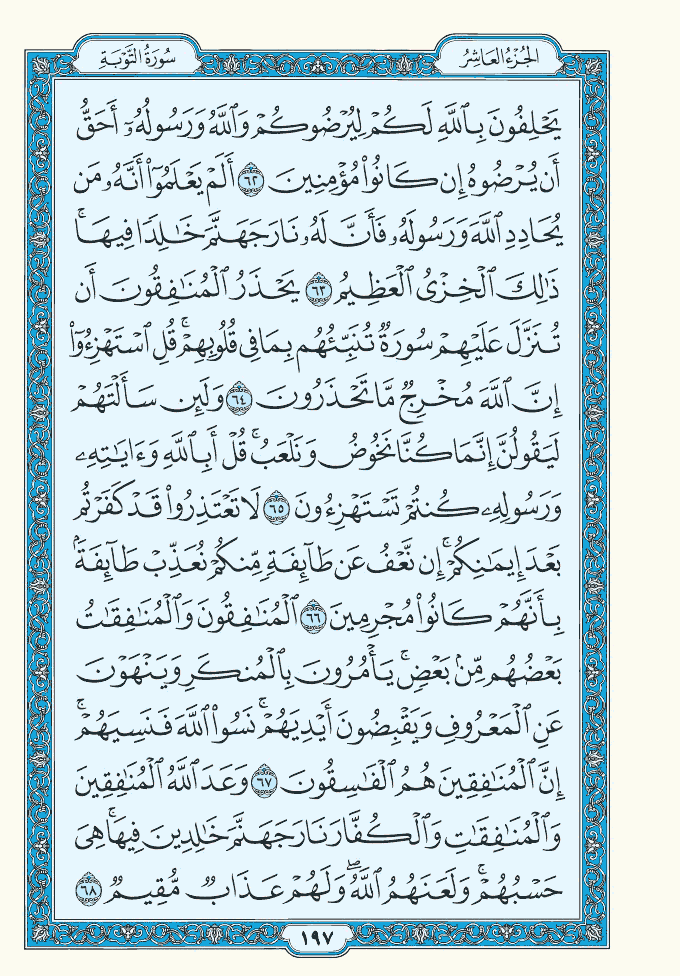 الجُزْءُ العَاشِرُ
سُورَةُ التَّوْبَةِ
يَحْلِفُونَ بِٱللَّهِ لَكُمْ لِيُرْضُوكُمْ وَٱللَّهُ وَرَسُولُهُۥٓ أَحَقُّ
أَن يُرْضُوهُ إِن كَانُوا۟ مُؤْمِنِينَ ٦٢ أَلَمْ يَعْلَمُوٓا۟ أَنَّهُۥ مَن
يُحَادِدِ ٱللَّهَ وَرَسُولَهُۥ فَأَنَّ لَهُۥ نَارَ جَهَنَّمَ خَٰلِدًا فِيهَا ۚ
ذَٰلِكَ ٱلْخِزْىُ ٱلْعَظِيمُ ٦٣ يَحْذَرُ ٱلْمُنَٰفِقُونَ أَن
تُنَزَّلَ عَلَيْهِمْ سُورَةٌ تُنَبِّئُهُم بِمَا فِى قُلُوبِهِمْ ۚ قُلِ ٱسْتَهْزِءُوٓا۟
إِنَّ ٱللَّهَ مُخْرِجٌ مَّا تَحْذَرُونَ ٦٤ وَلَئِن سَأَلْتَهُمْ
لَيَقُولُنَّ إِنَّمَا كُنَّا نَخُوضُ وَنَلْعَبُ ۚ قُلْ أَبِٱللَّهِ وَءَايَٰتِهِۦ
وَرَسُولِهِۦ كُنتُمْ تَسْتَهْزِءُونَ ٦٥ لَا تَعْتَذِرُوا۟ قَدْ كَفَرْتُم
بَعْدَ إِيمَٰنِكُمْ ۚ إِن نَّعْفُ عَن طَآئِفَةٍ مِّنكُمْ نُعَذِّبْ طَآئِفَةًۢ
بِأَنَّهُمْ كَانُوا۟ مُجْرِمِينَ ٦٦ ٱلْمُنَٰفِقُونَ وَٱلْمُنَٰفِقَٰتُ
بَعْضُهُم مِّنۢ بَعْضٍ ۚ يَأْمُرُونَ بِٱلْمُنكَرِ وَيَنْهَوْنَ
عَنِ ٱلْمَعْرُوفِ وَيَقْبِضُونَ أَيْدِيَهُمْ ۚ نَسُوا۟ ٱللَّهَ فَنَسِيَهُمْ ۚ
إِنَّ ٱلْمُنَٰفِقِينَ هُمُ ٱلْفَٰسِقُونَ ٦٧ وَعَدَ ٱللَّهُ ٱلْمُنَٰفِقِينَ
وَٱلْمُنَٰفِقَٰتِ وَٱلْكُفَّارَ نَارَ جَهَنَّمَ خَٰلِدِينَ فِيهَا ۚ هِىَ
حَسْبُهُمْ ۚ وَلَعَنَهُمُ ٱللَّهُ ۖ وَلَهُمْ عَذَابٌ مُّقِيمٌ ٦٨
١٩٧